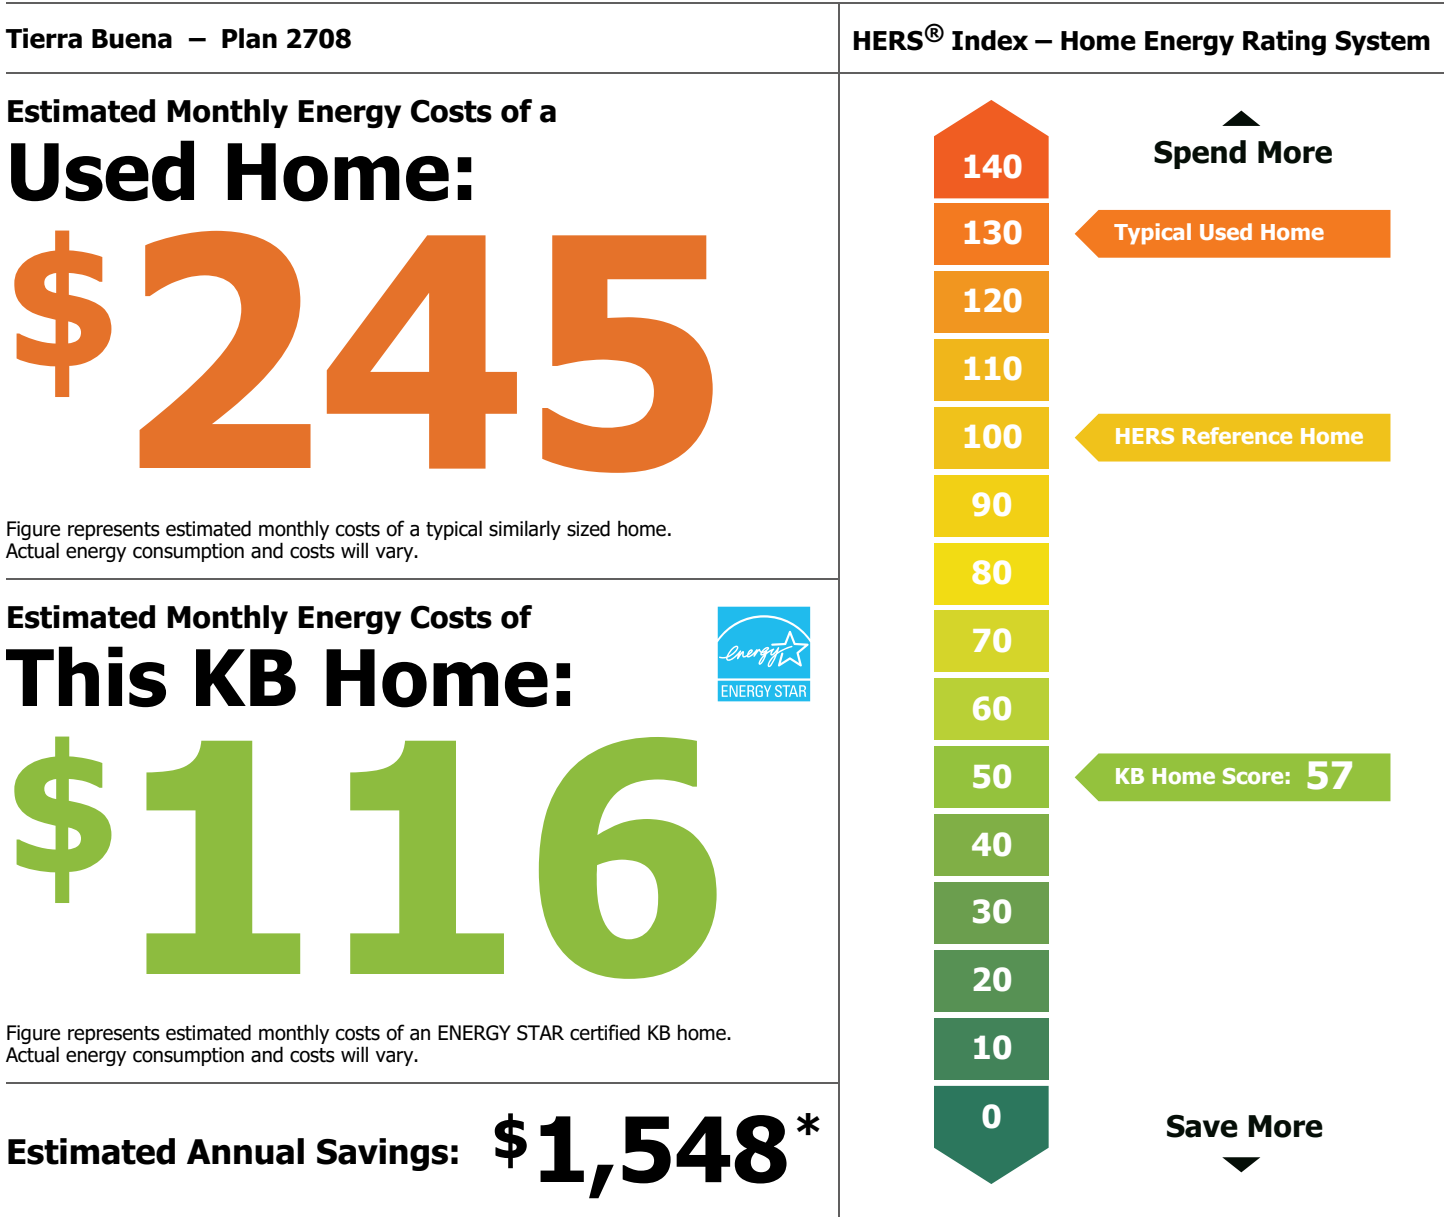 Tierra Buena – Plan 2708
Estimated Monthly Energy Costs of a
Used Home:
$245
Figure represents estimated monthly costs of a typical similarly sized home.
Actual energy consumption and costs will vary.
Estimated Monthly Energy Costs of
This KB Home:
energy
ENERGY STAR
$116
Figure represents estimated monthly costs of an ENERGY STAR certified KB home.
Actual energy consumption and costs will vary.
Estimated Annual Savings: $1,548*
HERS® Index – Home Energy Rating System
Spend More
140
130 Typical Used Home
120
110
100 HERS Reference Home
90
80
70
60
50 KB Home Score: 57
40
30
20
10
0
Save More